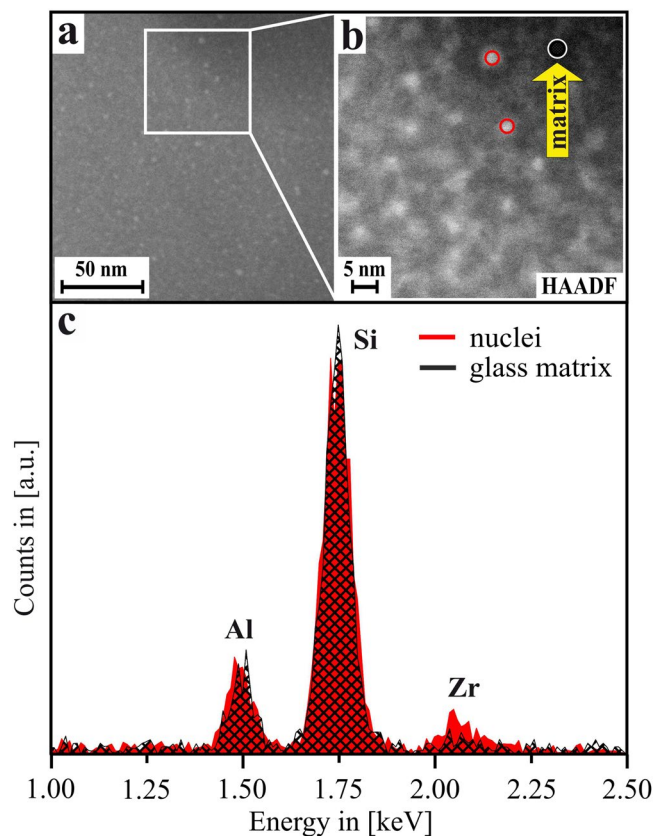 a
b
matrix
50 nm
5 nm
HAADF
c
Si
nuclei
glass matrix
Counts in [a.u.]
Al
Zr
1.00 1.25 1.50 1.75 2.00 2.25 2.50
Energy in [keV]